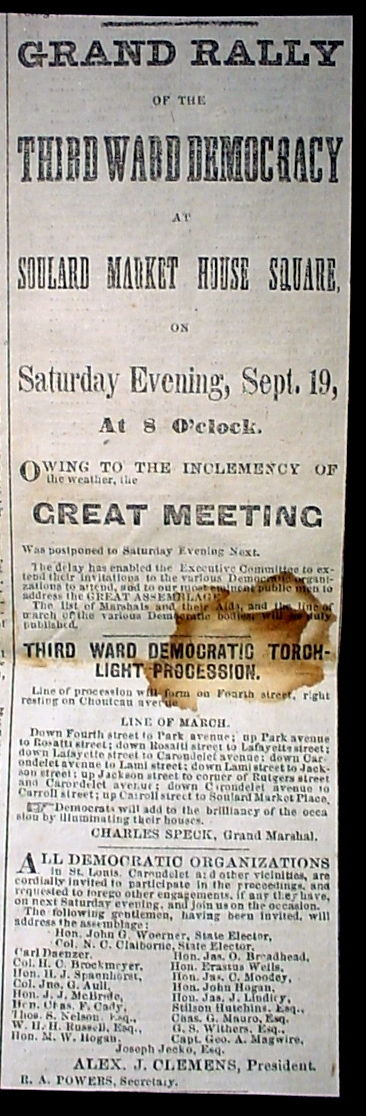 GRAND RALLY
OF THE
THIRD WARD DEMOCRACY
AT
SOULARD MARKET HOUSE SQUARE,
ON
Saturday Evening, Sept. 19,
At 8 O'clock.
OWING TO THE INCLEMENCY OF
the weather, the
GREAT MEETING
Was postponed to Saturday Evening Next.
The delay has enabled the Executive Committee to ex-
tend their invitations to the various Democratic organi-
zations to attend, and to our most eminent public men to
address the GREAT ASSEMBLAGE.
The list of Marshals and their Aids, and the line of
march of the various Democratic bodies, will be duly
published.
THIRD WARD DEMOCRATIC TORCH-
LIGHT PROCESSION.
Line of procession will form on Fourth street, right
resting on Chouteau avenue.
LINE OF MARCH.
Down Fourth street to Park avenue; up Park avenue
to Rosatti street; down Rosatti street to Lafayette street;
down Lafayette street to Carondelet avenue; down Car-
ondelet avenue to Lami street; down Lami street to Jack-
son street; up Jackson street to corner of Rutgers street
and Carondelet avenue; down Carondelet avenue to
Carroll street; up Carroll street to Soulard Market Place.
Democrats will add to the brilliancy of the occa
sion by illuminating their houses.
CHARLES SPECK, Grand Marshal.
ALL DEMOCRATIC ORGANIZATIONS
in St. Louis, Carondelet and other vicinities, are
cordially invited to participate in the proceedings, and
requested to forego other engagements, if any they have,
on next Saturday evening, and join us on the occasion.
The following gentlemen, having been invited, will
address the assemblage:
Hon. John G. Woerner, State Elector,
Col. N. C. Claiborne, State Elector,
Carl Daenzer,
Col. H. C. Brockmeyer,
Hon. H. J. Spaunhorst,
Col. Jno. G. Aull,
Hon. J. J. McBride,
Hon. Chas. F. Cady,
Thos. S. Nelson, Esq.,
W. H. H. Russell, Esq.,
Hon. M. W. Hogan,
Hon. Jas. O. Broadhead,
Hon. Erastus Wells,
Hon. Jas. C. Moodey,
Hon. John Hogan,
Hon. Jas. J. Lindley,
Stilson Hutchins, Esq.,
Chas. G. Mauro, Esq.
G. S. Withers, Esq.,
Capt. Geo. A. Magwire,
Joseph Jecko, Esq.
ALEX. J. CLEMENS, President.
R. A. POWERS, Secretary.